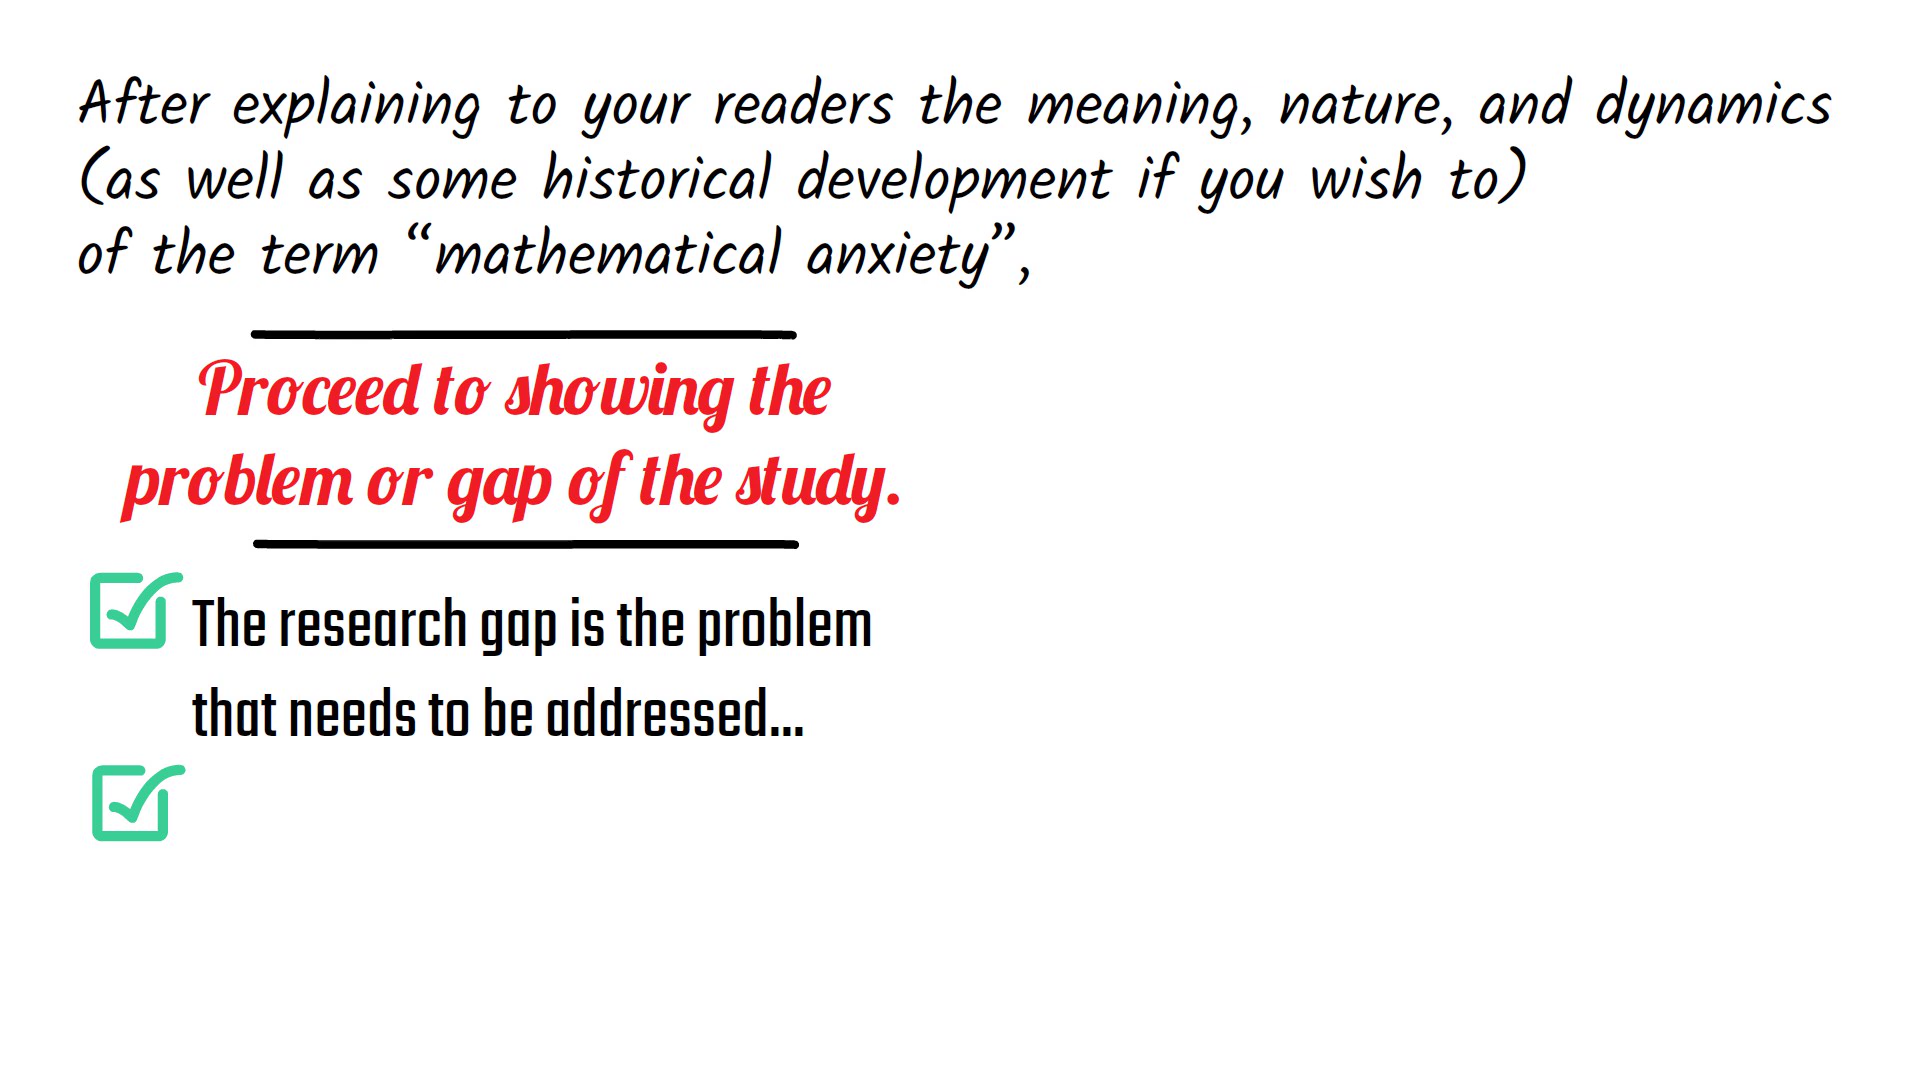 After explaining to your readers the meaning, nature, and dynamics
(as well as some historical development if you wish to)
of the term “mathematical anxiety”,
Proceed to showing the
problem or gap of the study.
The research gap is the problem
that needs to be addressed...